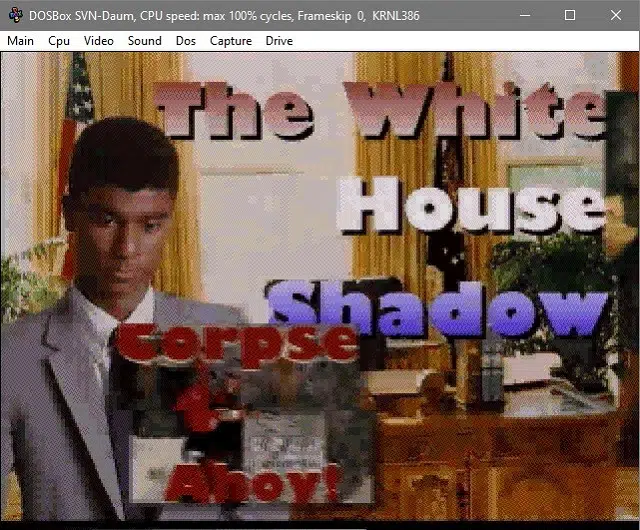 DOSBox SVN-Daum, CPU speed: max 100% cycles, Frameskip 0, KRNL386
Main Cpu Video Sound Dos Capture Drive
The White
House
Shadow
Corpse
Ahoy!